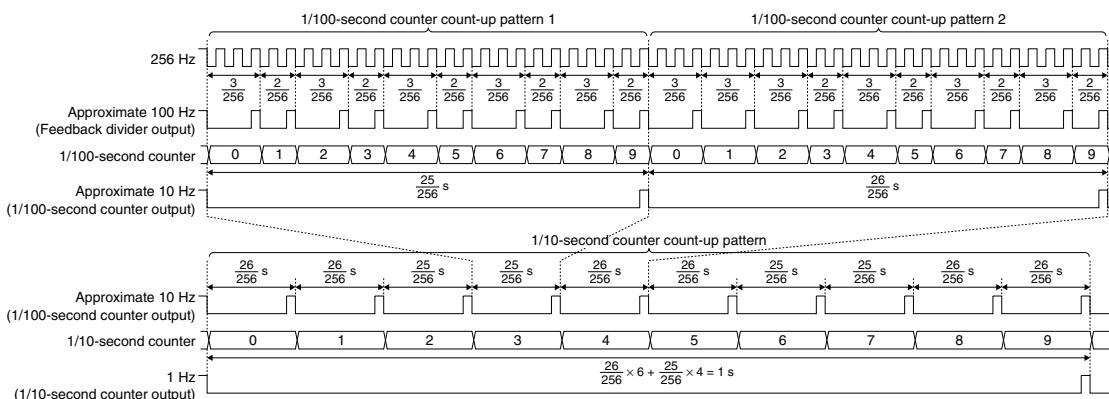 1/100-second counter count-up pattern 1 1/100-second counter count-up pattern 2
256 Hz
3/256 2/256 3/256 2/256 3/256 2/256 3/256 2/256 3/256 2/256 3/256 3/256 3/256 2/256 3/256 2/256 3/256 2/256 3/256 2/256
Approximate 100 Hz
(Feedback divider output)
1/100-second counter 0 1 2 3 4 5 6 7 8 9 0 1 2 3 4 5 6 7 8 9
25/256 s 26/256 s
Approximate 10 Hz
(1/100-second counter output)
1/10-second counter count-up pattern
26/256 s 26/256 s 25/256 s 25/256 s 26/256 s 26/256 s 25/256 s 25/256 s 26/256 s 26/256 s
Approximate 10 Hz
(1/100-second counter output)
1/10-second counter 0 1 2 3 4 5 6 7 8 9
26/256 × 6 + 25/256 × 4 = 1 s
1 Hz
(1/10-second counter output)